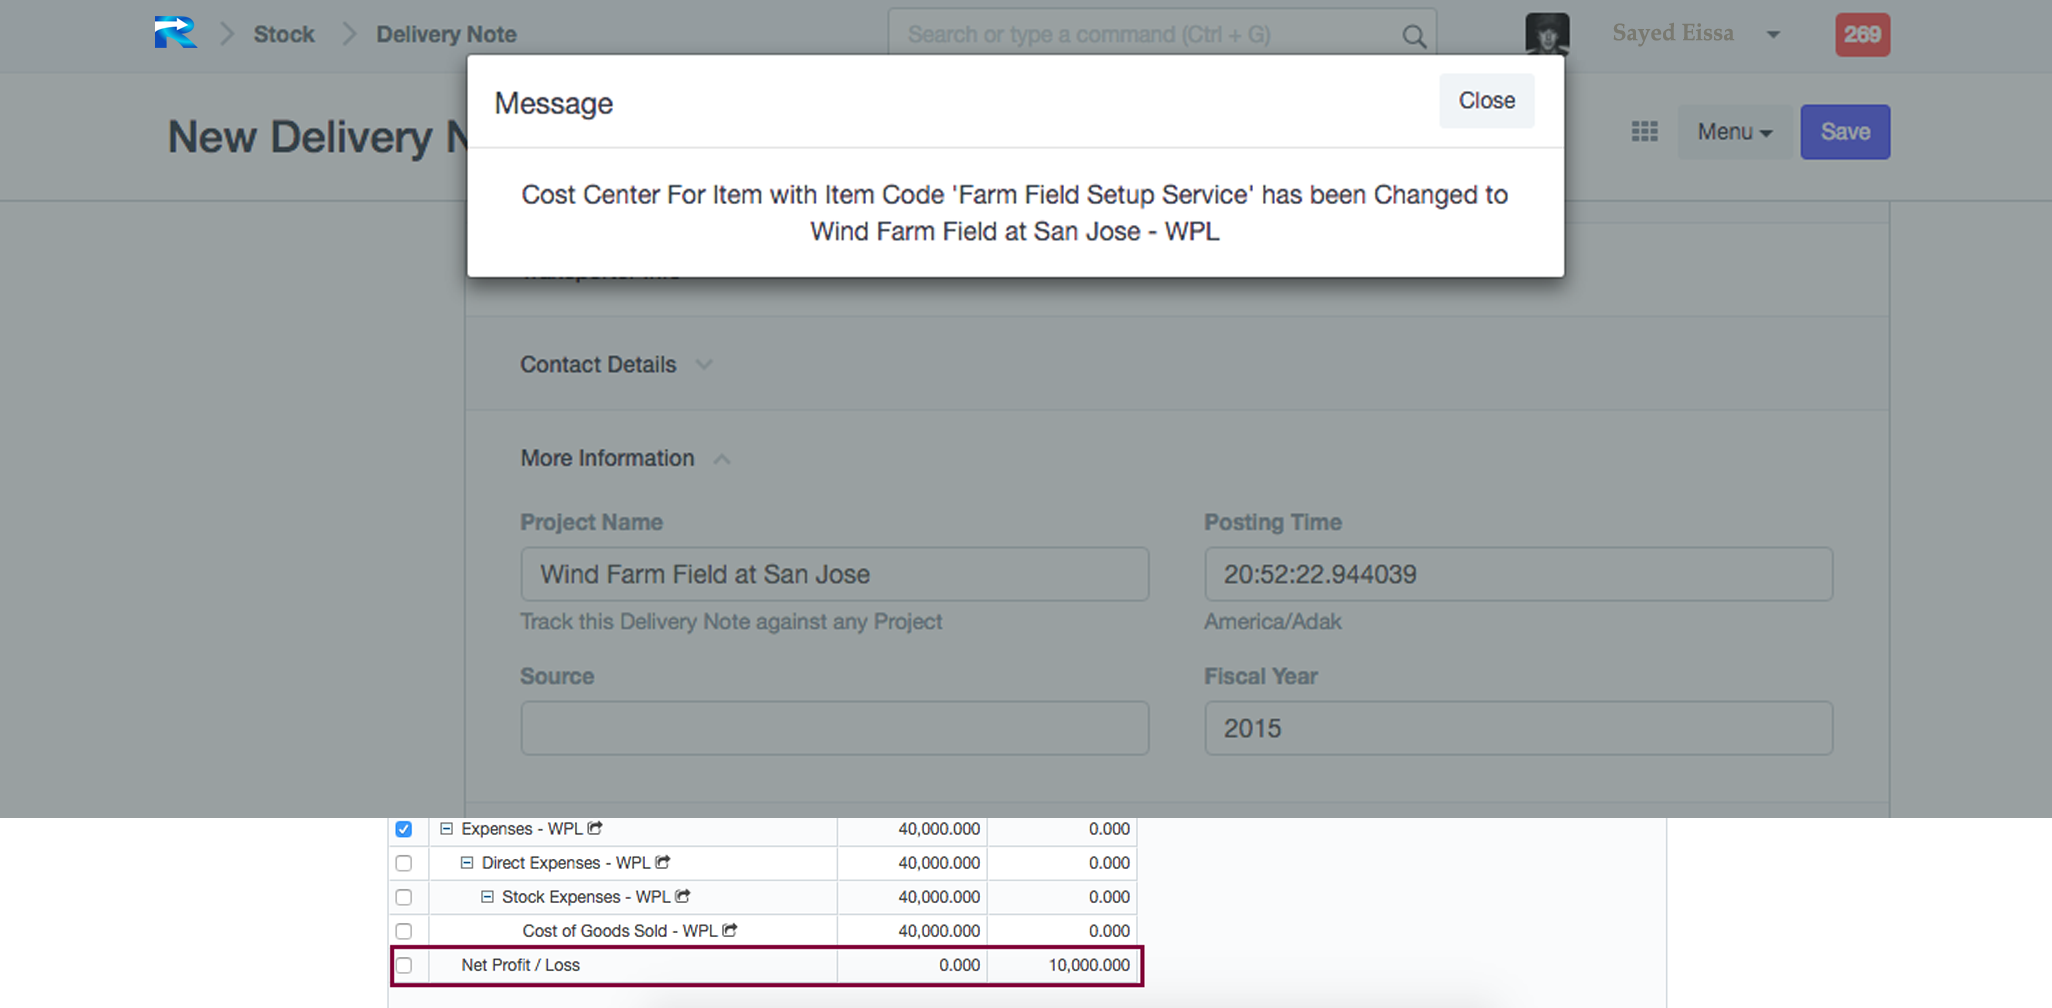 Stock
Delivery Note
Search or type a command (Ctrl + G)
Sayed Eissa
269
Message
Close
New Delivery
Menu
Save
Cost Center For Item with Item Code 'Farm Field Setup Service' has been Changed to
Wind Farm Field at San Jose - WPL
Contact Details
More Information
Project Name
Posting Time
Wind Farm Field at San Jose
20:52:22.944039
Track this Delivery Note against any Project
America/Adak
Source
Fiscal Year
2015
Expenses - WPL 40,000.000 0.000
Direct Expenses - WPL 40,000.000 0.000
Stock Expenses - WPL 40,000.000 0.000
Cost of Goods Sold - WPL 40,000.000 0.000
Net Profit / Loss 0.000 10,000.000